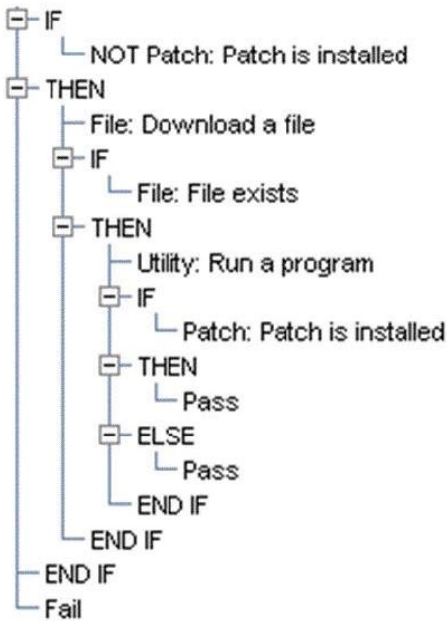 IF
NOT Patch: Patch is installed
THEN
File: Download a file
IF
File: File exists
THEN
Utility: Run a program
IF
Patch: Patch is installed
THEN
Pass
ELSE
Pass
END IF
END IF
END IF
Fail